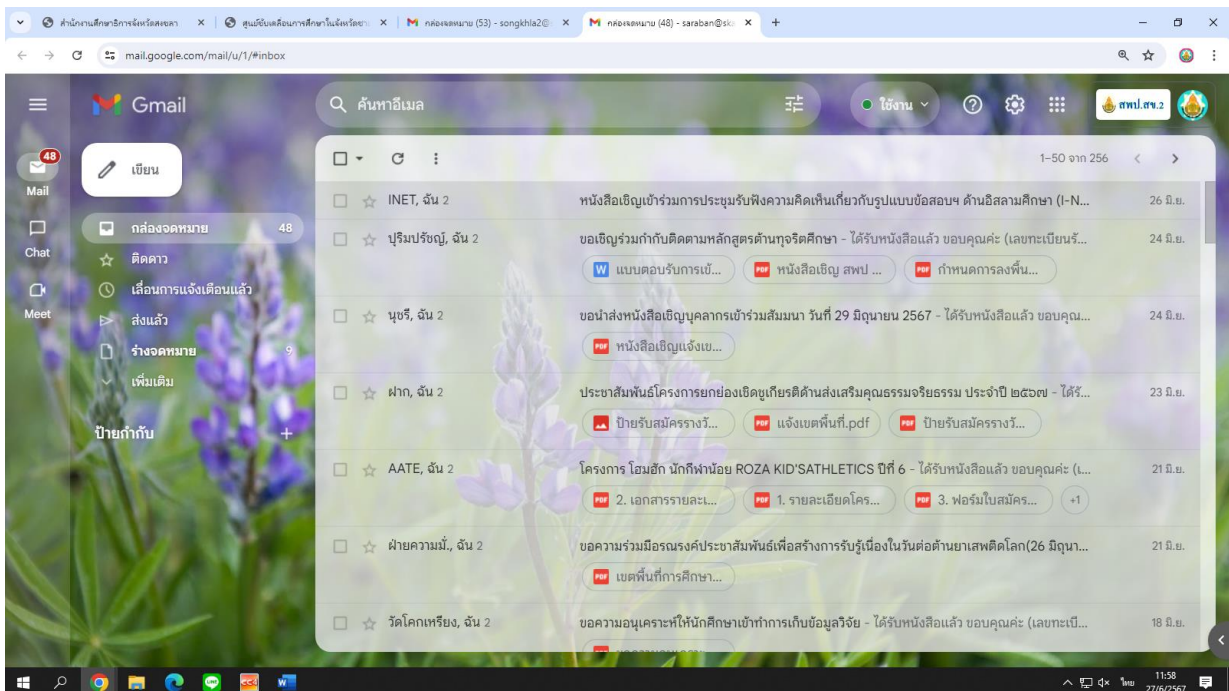 สำนักงานศึกษาธิการจังหวัดสงขลา
ศูนย์ขับเคลื่อนการศึกษาในจังหวัดชา
กล่องจดหมาย (53) - songkhla2@
กล่องจดหมาย (48) - saraban@sk
mail.google.com/mail/u/1/#inbox
Gmail
ค้นหาอีเมล
ใช้งาน
สพป.สข.2
48
Mail
Chat
Meet
เขียน
กล่องจดหมาย 48
ติดดาว
เลื่อนการแจ้งเตือนแล้ว
ส่งแล้ว
ร่างจดหมาย 9
เพิ่มเติม
ป้ายกำกับ
1–50 จาก 256
INET, ฉัน 2 หนังสือเชิญเข้าร่วมการประชุมรับฟังความคิดเห็นเกี่ยวกับรูปแบบข้อสอบฯ ด้านอิสลามศึกษา (I-N... 26 มิ.ย.
ปุริมปรัชญ์, ฉัน 2 ขอเชิญร่วมกำกับติดตามหลักสูตรต้านทุจริตศึกษา - ได้รับหนังสือแล้ว ขอบคุณค่ะ (เลขทะเบียนรั... 24 มิ.ย.
W แบบตอบรับการเข้... PDF หนังสือเชิญ สพป ... PDF กำหนดการลงพื้น...
นุชรี, ฉัน 2 ขอนำส่งหนังสือเชิญบุคลากรเข้าร่วมสัมมนา วันที่ 29 มิถุนายน 2567 - ได้รับหนังสือแล้ว ขอบคุณ... 24 มิ.ย.
PDF หนังสือเชิญแจ้งเข...
ฝาก, ฉัน 2 ประชาสัมพันธ์โครงการยกย่องเชิดชูเกียรติด้านส่งเสริมคุณธรรมจริยธรรม ประจำปี ๒๕๖๗ - ได้รั... 23 มิ.ย.
ป้ายรับสมัครรางวั... PDF แจ้งเขตพื้นที่.pdf PDF ป้ายรับสมัครรางวั...
AATE, ฉัน 2 โครงการ โฮมฮัก นักกีฬาน้อย ROZA KID'SATHLETICS ปีที่ 6 - ได้รับหนังสือแล้ว ขอบคุณค่ะ (เ... 21 มิ.ย.
PDF 2. เอกสารรายละเ... PDF 1. รายละเอียดโคร... PDF 3. ฟอร์มใบสมัคร... +1
ฝ่ายความมั่., ฉัน 2 ขอความร่วมมือรณรงค์ประชาสัมพันธ์เพื่อสร้างการรับรู้เนื่องในวันต่อต้านยาเสพติดโลก(26 มิถุนา... 21 มิ.ย.
PDF เขตพื้นที่การศึกษา...
วัดโคกเหรียง, ฉัน 2 ขอความอนุเคราะห์ให้นักศึกษาเข้าทำการเก็บข้อมูลวิจัย - ได้รับหนังสือแล้ว ขอบคุณค่ะ (เลขทะเบี... 18 มิ.ย.
ไทย
11:58
27/6/2567